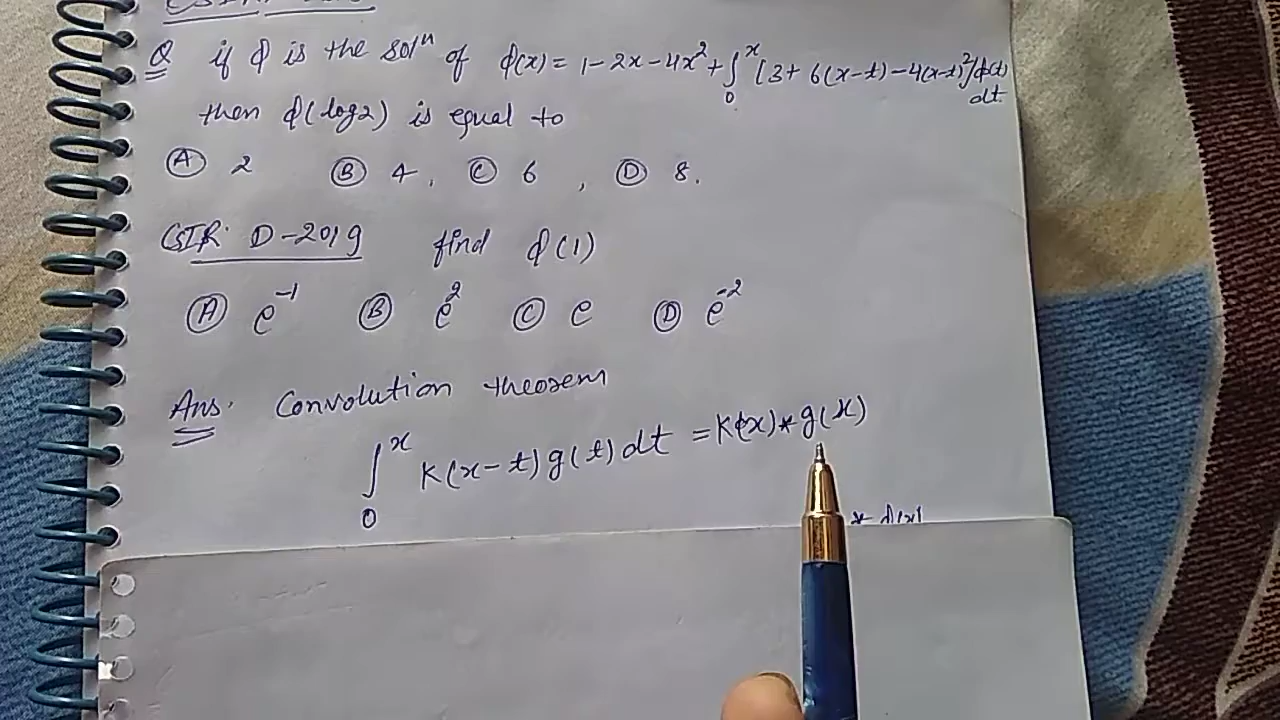 Q if ϕ is the solⁿ of ϕ(x) = 1-2x-4x²+∫₀ˣ[3+6(x-t)-4(x-t)²]ϕ(t)
dt.
then ϕ(log2) is equal to
(A) 2 (B) 4, (C) 6, (D) 8.
CSIR. D-2019 find ϕ(1)
(A) e⁻¹ (B) e² (C) e (D) e⁻²
Ans. Convolution theorem
∫₀ˣ K(x-t)g(t)dt = K(x)*g(x)